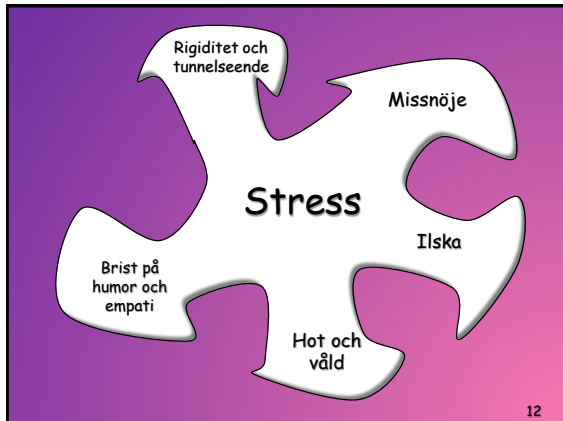 Rigiditet och
tunnelseende
Missnöje
Stress
Ilska
Brist på
humor och
empati
Hot och
våld
12